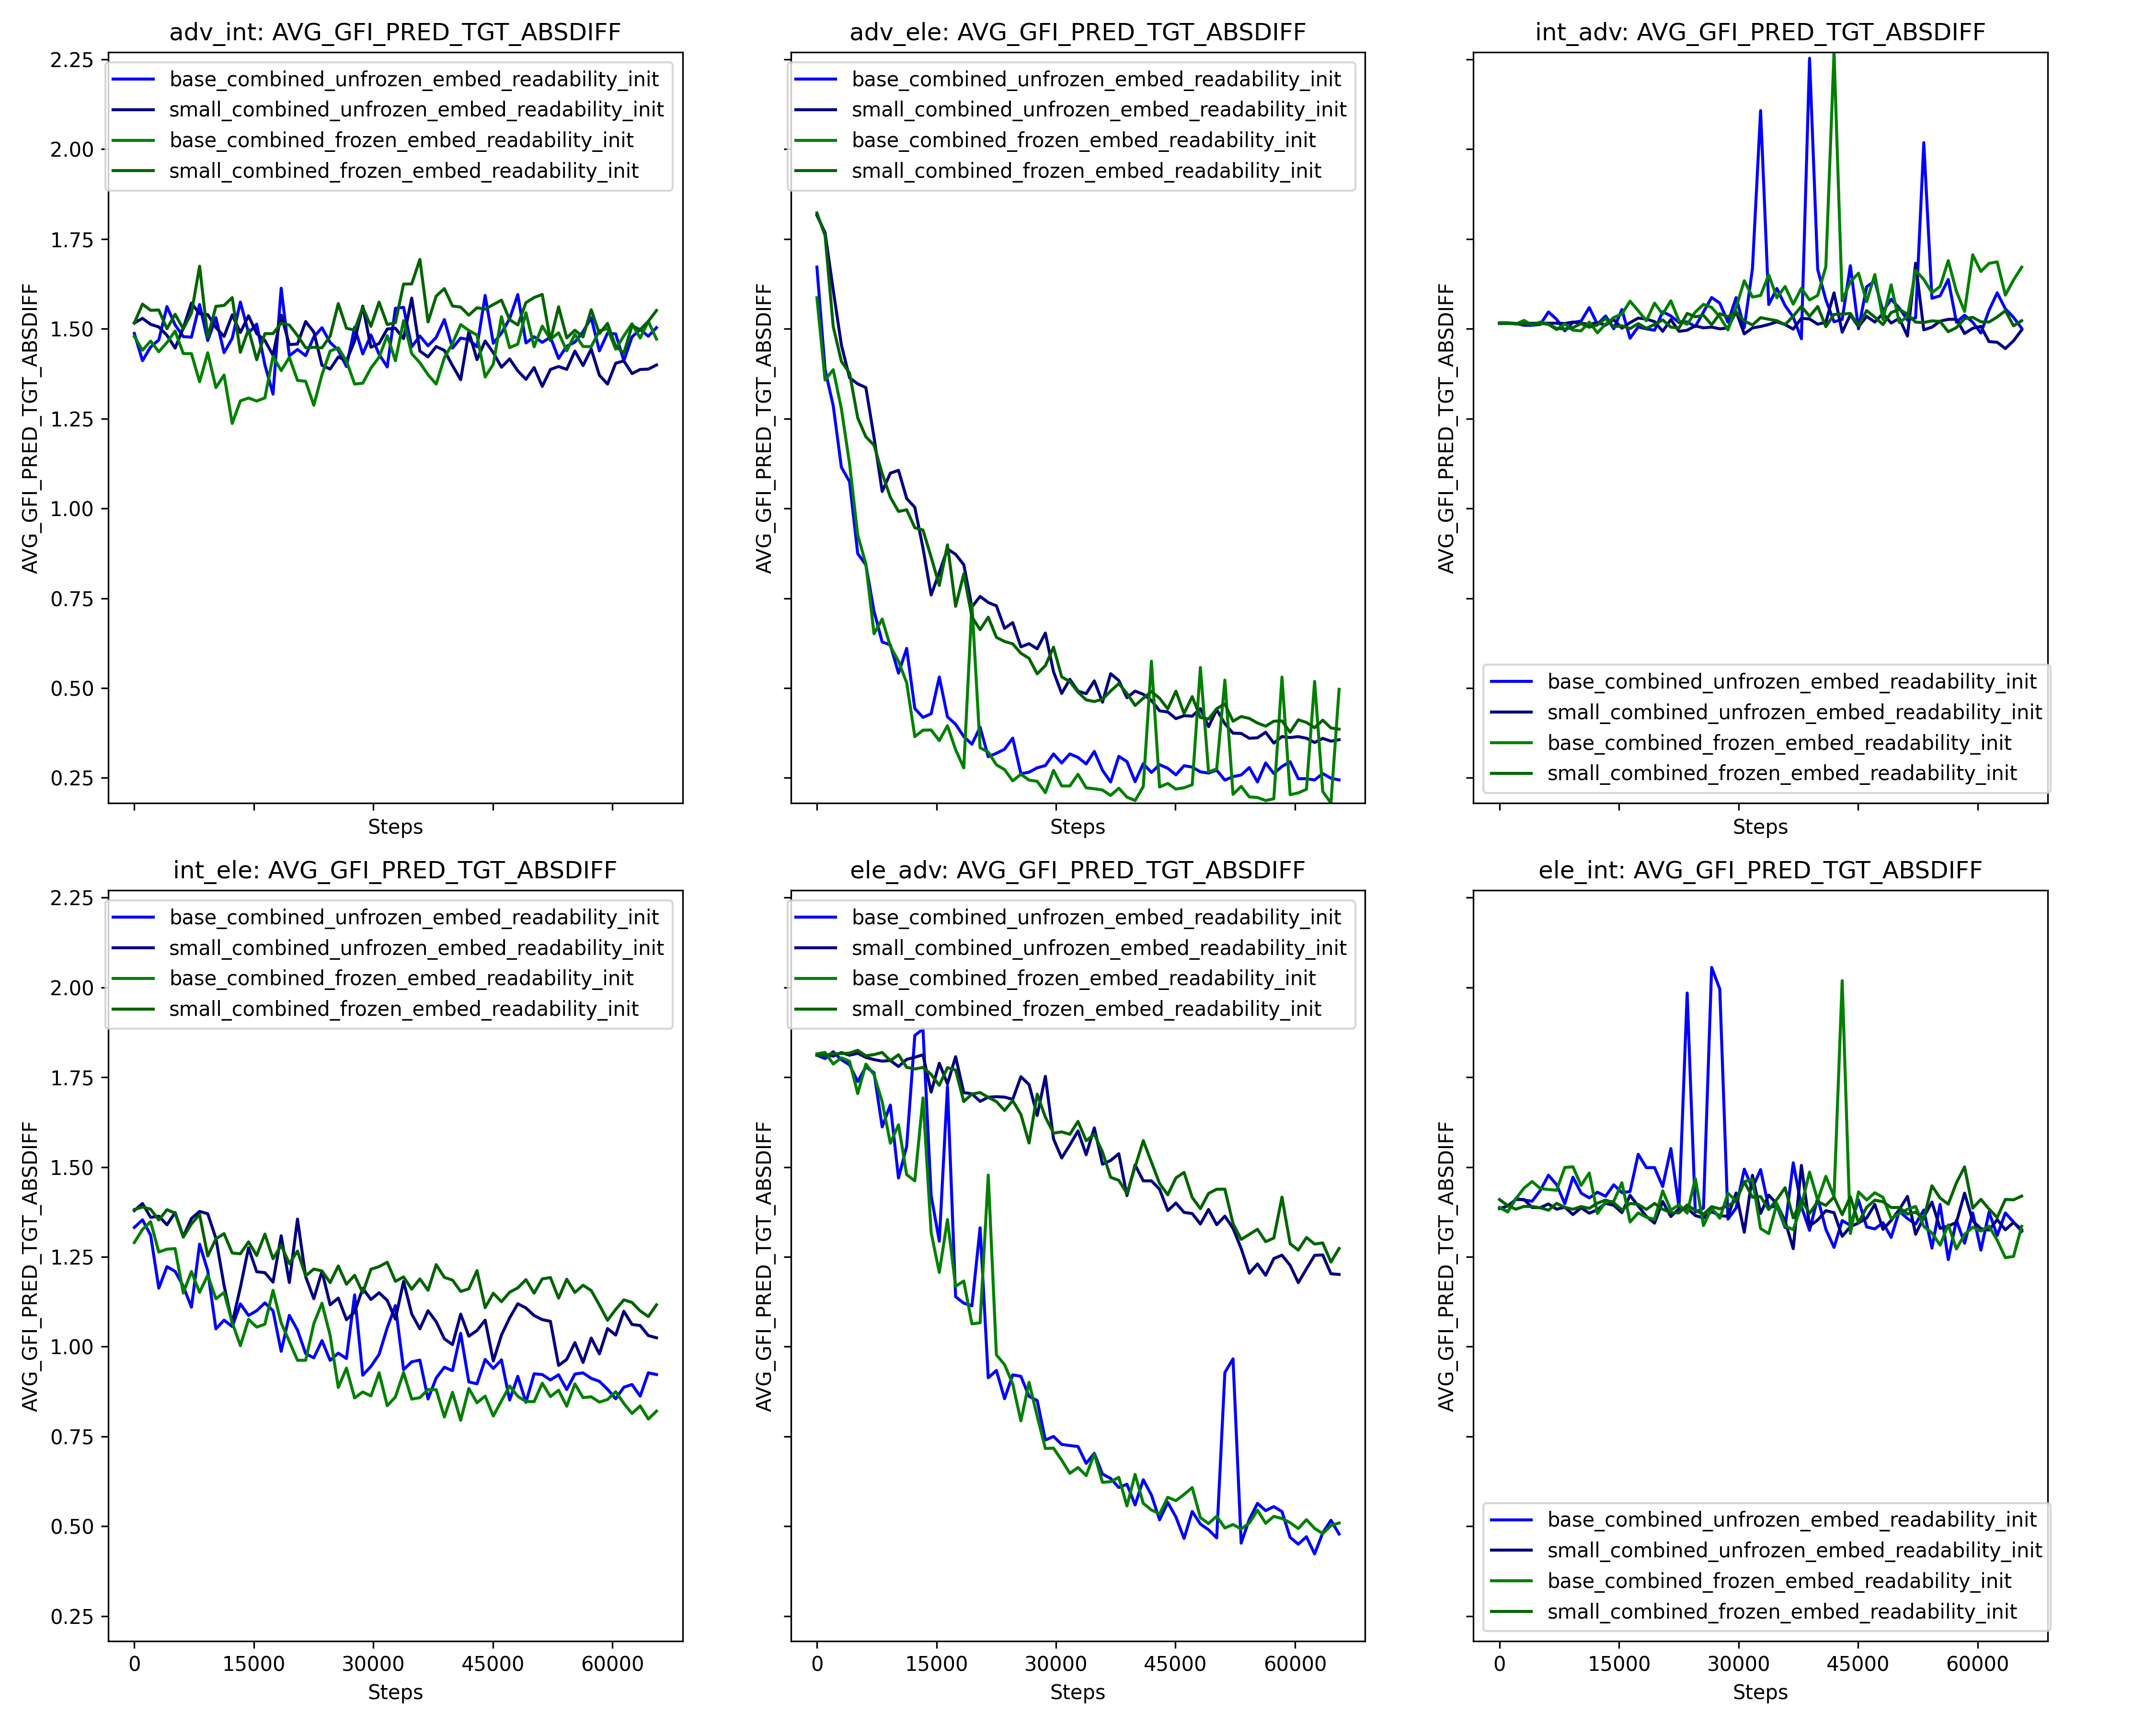 adv_int: AVG_GFI_PRED_TGT_ABSDIFF
AVG_GFI_PRED_TGT_ABSDIFF
2.25
2.00
1.75
1.50
1.25
1.00
0.75
0.50
0.25
base_combined_unfrozen_embed_readability_init
small_combined_unfrozen_embed_readability_init
base_combined_frozen_embed_readability_init
small_combined_frozen_embed_readability_init
Steps
adv_ele: AVG_GFI_PRED_TGT_ABSDIFF
AVG_GFI_PRED_TGT_ABSDIFF
base_combined_unfrozen_embed_readability_init
small_combined_unfrozen_embed_readability_init
base_combined_frozen_embed_readability_init
small_combined_frozen_embed_readability_init
Steps
int_adv: AVG_GFI_PRED_TGT_ABSDIFF
AVG_GFI_PRED_TGT_ABSDIFF
base_combined_unfrozen_embed_readability_init
small_combined_unfrozen_embed_readability_init
base_combined_frozen_embed_readability_init
small_combined_frozen_embed_readability_init
Steps
int_ele: AVG_GFI_PRED_TGT_ABSDIFF
AVG_GFI_PRED_TGT_ABSDIFF
2.25
2.00
1.75
1.50
1.25
1.00
0.75
0.50
0.25
base_combined_unfrozen_embed_readability_init
small_combined_unfrozen_embed_readability_init
base_combined_frozen_embed_readability_init
small_combined_frozen_embed_readability_init
0 15000 30000 45000 60000
Steps
ele_adv: AVG_GFI_PRED_TGT_ABSDIFF
AVG_GFI_PRED_TGT_ABSDIFF
base_combined_unfrozen_embed_readability_init
small_combined_unfrozen_embed_readability_init
base_combined_frozen_embed_readability_init
small_combined_frozen_embed_readability_init
0 15000 30000 45000 60000
Steps
ele_int: AVG_GFI_PRED_TGT_ABSDIFF
AVG_GFI_PRED_TGT_ABSDIFF
base_combined_unfrozen_embed_readability_init
small_combined_unfrozen_embed_readability_init
base_combined_frozen_embed_readability_init
small_combined_frozen_embed_readability_init
0 15000 30000 45000 60000
Steps